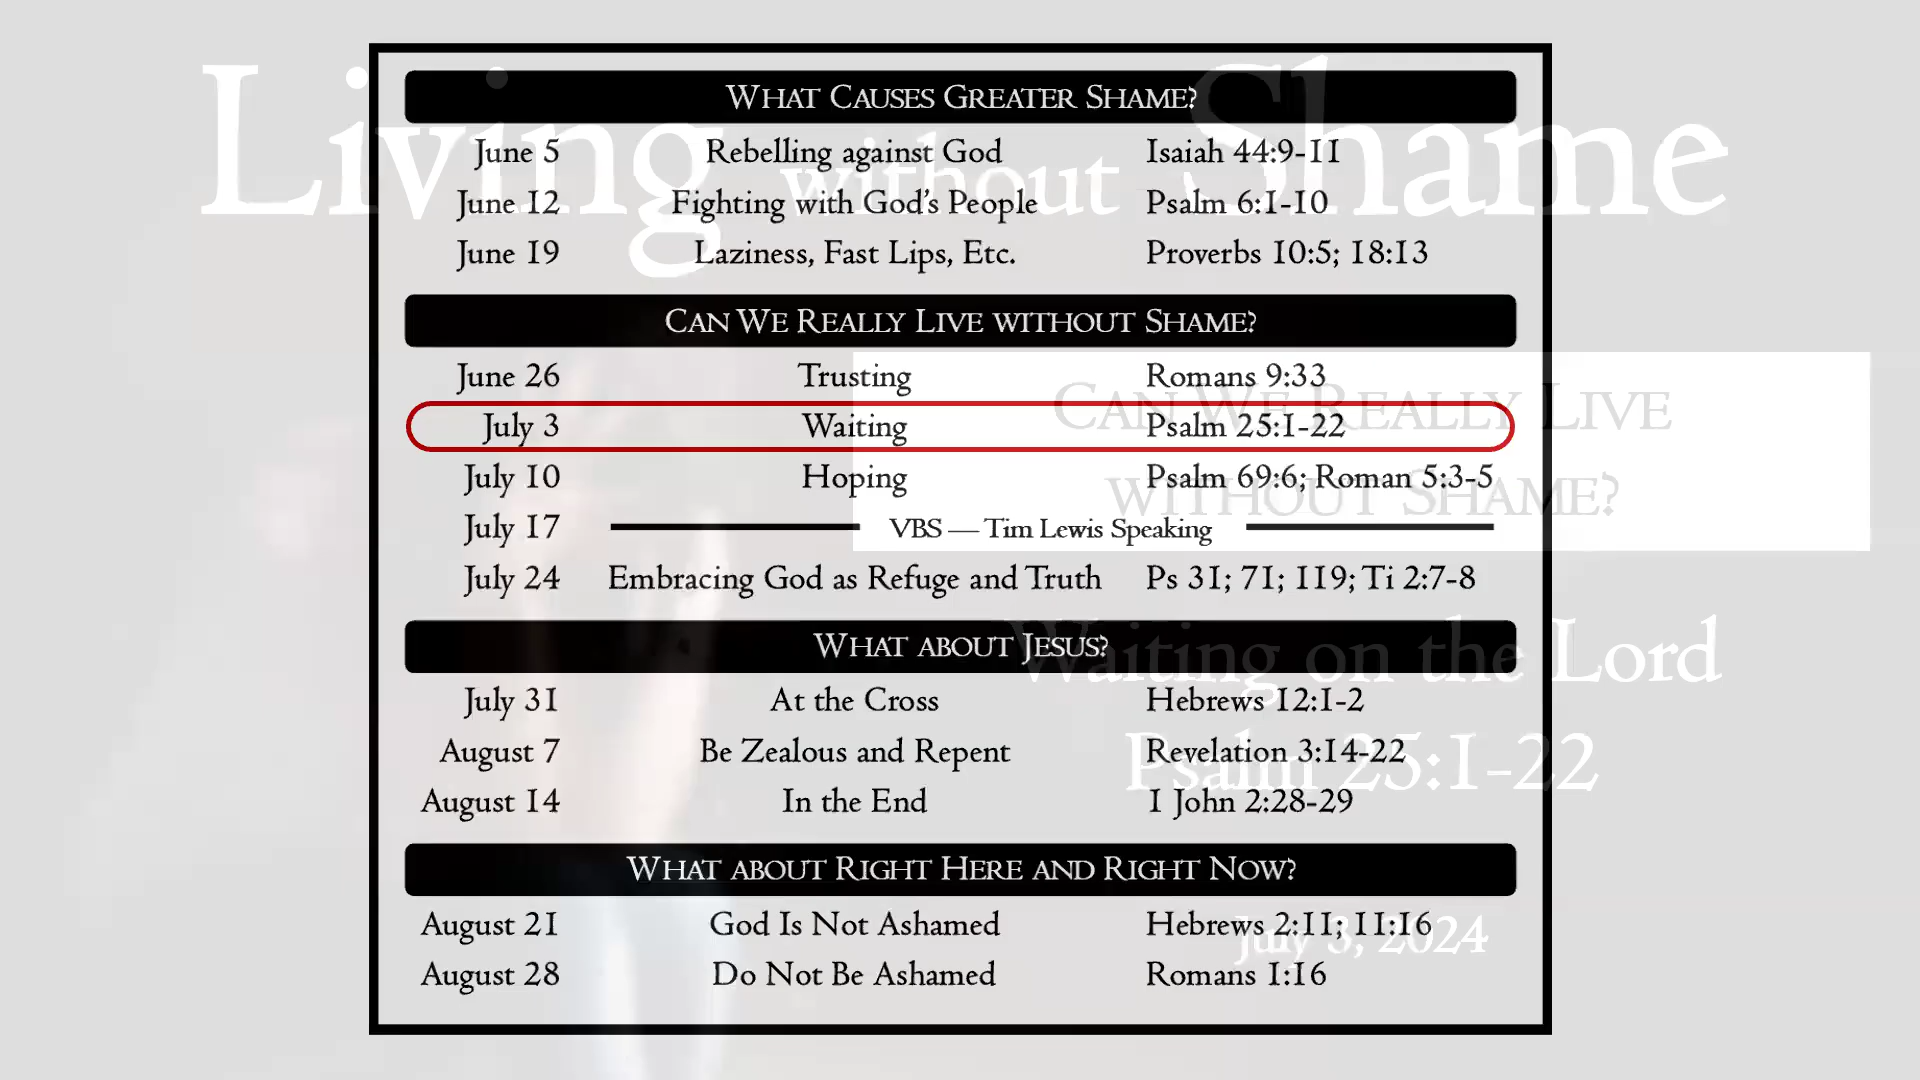 Living without Shame
WHAT CAUSES GREATER SHAME?
June 5 Rebelling against God Isaiah 44:9-11
June 12 Fighting with God's People Psalm 6:1-10
June 19 Laziness, Fast Lips, Etc. Proverbs 10:5; 18:13
CAN WE REALLY LIVE WITHOUT SHAME?
June 26 Trusting Romans 9:33
July 3 Waiting Psalm 25:1-22
July 10 Hoping Psalm 69:6; Roman 5:3-5
July 17 VBS — Tim Lewis Speaking
July 24 Embracing God as Refuge and Truth Ps 31; 71; 119; Ti 2:7-8
WHAT ABOUT JESUS?
July 31 At the Cross Hebrews 12:1-2
August 7 Be Zealous and Repent Revelation 3:14-22
August 14 In the End 1 John 2:28-29
WHAT ABOUT RIGHT HERE AND RIGHT NOW?
August 21 God Is Not Ashamed Hebrews 2:11; 11:16
August 28 Do Not Be Ashamed Romans 1:16
CAN WE REALLY LIVE
WITHOUT SHAME?
Waiting on the Lord
Psalm 25:1-22
July 3, 2024